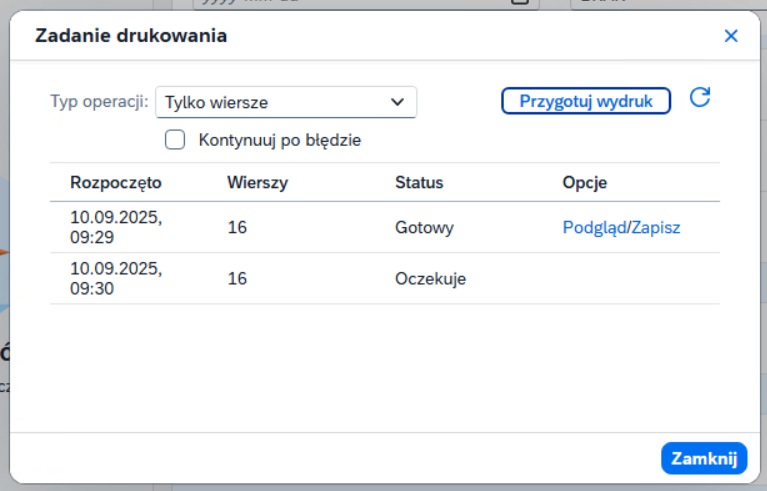 Zadanie drukowania
Typ operacji: Tylko wiersze Przygotuj wydruk
Kontynuuj po błędzie
Rozpoczęto Wierszy Status Opcje
10.09.2025,
09:29 16 Gotowy Podgląd/Zapisz
10.09.2025,
09:30 16 Oczekuje
Zamknij